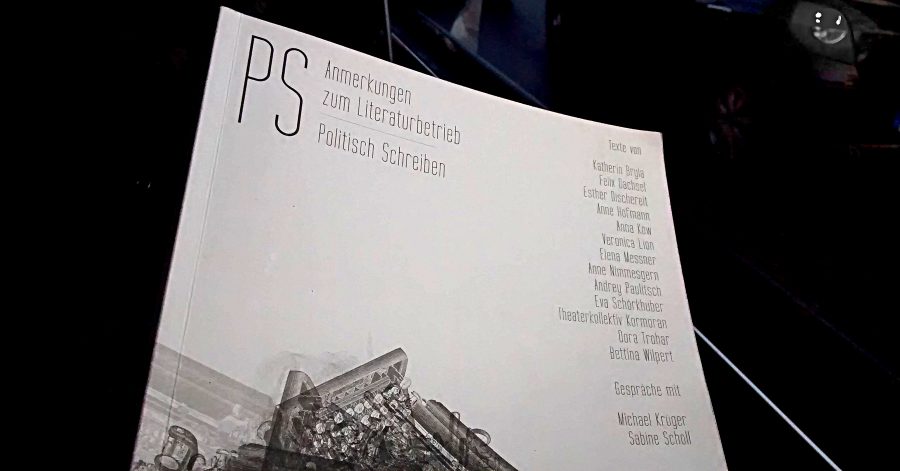 PS
Anmerkungen
zum Literaturbetrieb
Politisch Schreiben
Texte von
Katherin Bryla
Felix Dachsel
Esther Dischereit
Anne Hofmann
Anna Kow
Veronica Lion
Elena Messner
Anne Nimmesgern
Andrey Paulitsch
Eva Schörkhuber
Theaterkollektiv Kormoran
Dora Trobar
Bettina Wilpert
Gespräche mit
Michael Krüger
Sabine Scholl